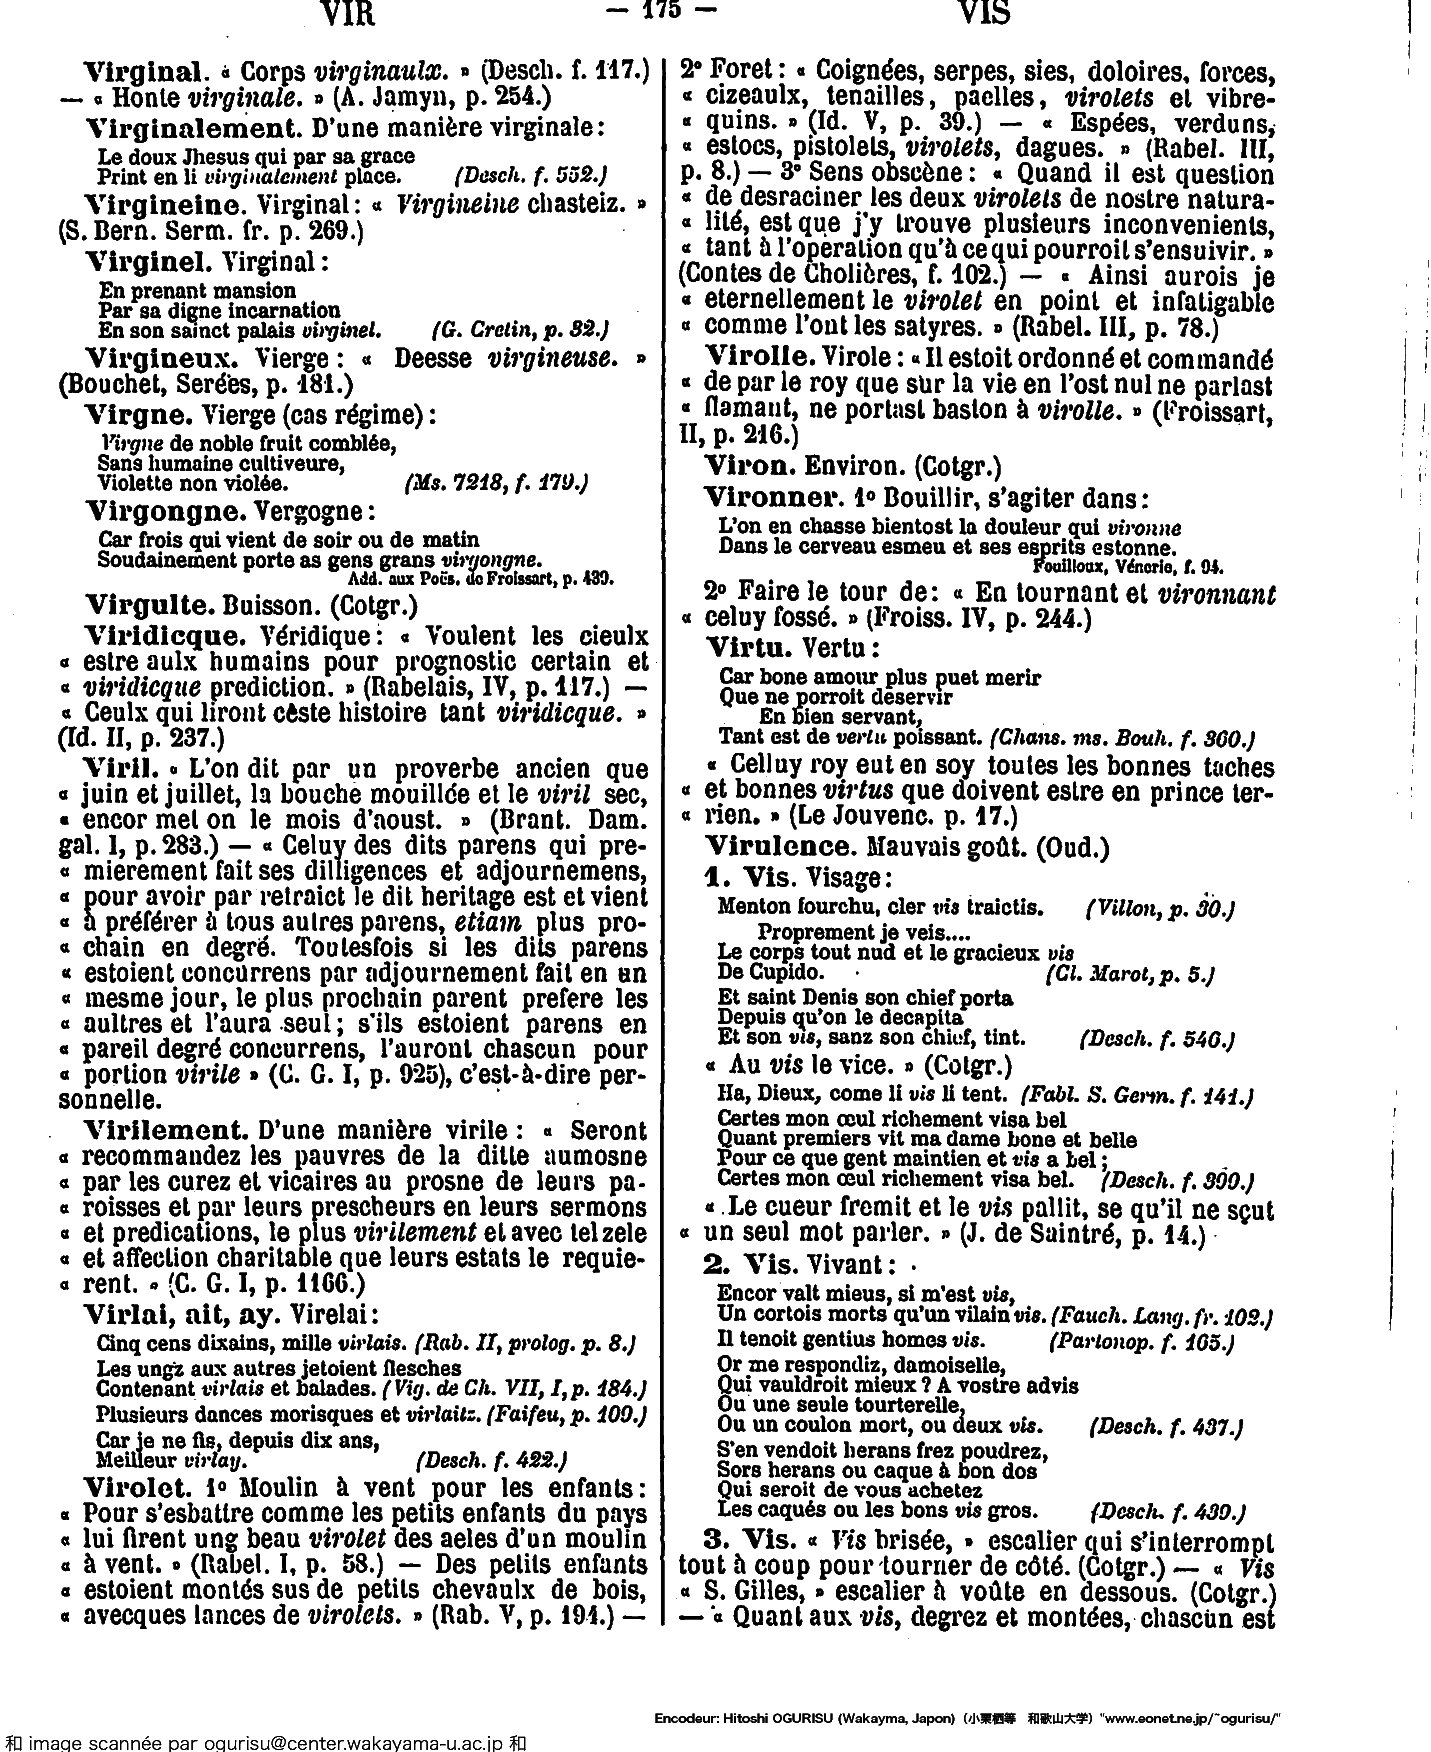 VIR — 175 — VIS
Virginal. « Corps virginaulx. » (Desch. f. 117.)
— « Honte virginale. » (A. Jamyn, p. 254.)
Virginalement. D'une manière virginale :
Le doux Jhesus qui par sa grace
Print en li virginalement place. (Desch. f. 552.)
Virgineine. Virginal : « Virgineine chasteiz. »
(S. Bern. Serm. fr. p. 269.)
Virginel. Virginal :
En prenant mansion
Par sa digne incarnation
En son sainct palais virginel. (G. Cretin, p. 32.)
Virgineux. Vierge : « Deesse virgineuse. »
(Bouchet, Serées, p. 181.)
Virgne. Vierge (cas régime) :
Virgne de noble fruit comblée,
Sans humaine cultiveure,
Violette non violée. (Ms. 7218, f. 179.)
Virgongne. Vergogne :
Car frois qui vient de soir ou de matin
Soudainement porte as gens grans virgongne.
Add. aux Poës. de Froissart, p. 439.
Virgulte. Buisson. (Cotgr.)
Viridicque. Véridique : « Voulent les cieulx
« estre aulx humains pour prognostic certain et
« viridicque prediction. » (Rabelais, IV, p. 117.) —
« Ceulx qui liront ceste histoire tant viridicque. »
(Id. II, p. 237.)
Viril. « L'on dit par un proverbe ancien que
« juin et juillet, la bouche mouillée et le viril sec,
« encor met on le mois d'aoust. » (Brant. Dam.
gal. I, p. 283.) — « Celuy des dits parens qui pre-
« mierement fait ses dilligences et adjournemens,
« pour avoir par retraict le dit heritage est et vient
« à préférer à tous autres parens, etiam plus pro-
« chain en degré. Toutesfois si les dits parens
« estoient concurrens par adjournement fait en un
« mesme jour, le plus prochain parent prefere les
« aultres et l'aura seul ; s'ils estoient parens en
« pareil degré concurrens, l'auront chascun pour
« portion virile » (C. G. I, p. 925), c'est-à-dire per-
sonnelle.
Virilement. D'une manière virile : « Seront
« recommandez les pauvres de la ditte aumosne
« par les curez et vicaires au prosne de leurs pa-
« roisses et par leurs prescheurs en leurs sermons
« et predications, le plus virilement et avec tel zele
« et affection charitable que leurs estats le requie-
« rent. » (C. G. I, p. 1166.)
Virlai, ait, ay. Virelai :
Cinq cens dixains, mille virlais. (Rab. II, prolog. p. 8.)
Les ungz aux autres jetoient flesches
Contenant virlais et balades. (Vig. de Ch. VII, I, p. 184.)
Plusieurs dances morisques et virlaitz. (Faifeu, p. 109.)
Car je ne fis, depuis dix ans,
Meilleur virlay. (Desch. f. 422.)
Virolet. 1º Moulin à vent pour les enfants :
« Pour s'esbattre comme les petits enfants du pays
« lui firent ung beau virolet des aeles d'un moulin
« à vent. » (Rabel. I, p. 58.) — Des petits enfants
« estoient montés sus de petits chevaulx de bois,
« avecques lances de virolets. » (Rab. V, p. 191.) —
2º Foret : « Coignées, serpes, sies, doloires, forces,
« cizeaulx, tenailles, paelles, virolets et vibre-
« quins. » (Id. V, p. 39.) — « Espées, verduns,
« estocs, pistolets, virolets, dagues. » (Rabel. III,
p. 8.) — 3º Sens obscène : « Quand il est question
« de desraciner les deux virolets de nostre natura-
« lité, est que j'y trouve plusieurs inconvenients,
« tant à l'operation qu'à ce qui pourroit s'ensuivir. »
(Contes de Cholières, f. 102.) — « Ainsi aurois je
« eternellement le virolet en point et infatigable
« comme l'ont les satyres. » (Rabel. III, p. 78.)
Virolle. Virole : « Il estoit ordonné et commandé
« de par le roy que sur la vie en l'ost nul ne parlast
« flamant, ne portast baston à virolle. » (Froissart,
II, p. 216.)
Viron. Environ. (Cotgr.)
Vironner. 1º Bouillir, s'agiter dans :
L'on en chasse bientost la douleur qui vironne
Dans le cerveau esmeu et ses esprits estonne.
Fouilloux, Vénerie, f. 94.
2º Faire le tour de : « En tournant et vironnant
« celuy fossé. » (Froiss. IV, p. 244.)
Virtu. Vertu :
Car bone amour plus puet merir
Que ne porroit deservir
En bien servant,
Tant est de vertu poissant. (Chans. ms. Bouh. f. 360.)
« Celluy roy eut en soy toutes les bonnes taches
« et bonnes virtus que doivent estre en prince ter-
« rien. » (Le Jouvenc. p. 17.)
Virulence. Mauvais goût. (Oud.)
1. Vis. Visage :
Menton fourchu, cler vis traictis. (Villon, p. 30.)
Proprement je veis....
Le corps tout nud et le gracieux vis
De Cupido. (Cl. Marot, p. 5.)
Et saint Denis son chief porta
Depuis qu'on le decapita
Et son vis, sanz son chief, tint. (Desch. f. 546.)
« Au vis le vice. » (Cotgr.)
Ha, Dieux, come li vis li tent. (Fabl. S. Germ. f. 141.)
Certes mon œul richement visa bel
Quant premiers vit ma dame bone et belle
Pour ce que gent maintien et vis a bel ;
Certes mon œul richement visa bel. (Desch. f. 390.)
« Le cueur fremit et le vis pallit, se qu'il ne sçut
« un seul mot parler. » (J. de Saintré, p. 14.)
2. Vis. Vivant :
Encor valt mieus, si m'est vis,
Un cortois morts qu'un vilain vis. (Fauch. Lang. fr. 102.)
Il tenoit gentius homes vis. (Partonop. f. 165.)
Or me respondiz, damoiselle,
Qui vauldroit mieux ? A vostre advis
Ou une seule tourterelle,
Ou un coulon mort, ou deux vis. (Desch. f. 437.)
S'en vendoit herans frez poudrez,
Sors herans ou caque à bon dos
Qui seroit de vous achetez
Les caqués ou les bons vis gros. (Desch. f. 439.)
3. Vis. « Vis brisée, » escalier qui s'interrompt
tout à coup pour tourner de côté. (Cotgr.) — « Vis
« S. Gilles, » escalier à voûte en dessous. (Cotgr.)
— « Quant aux vis, degrez et montées, chascun est
Encodeur: Hitoshi OGURISU (Wakayma, Japon) (小栗栖等 和歌山大学) "www.eonet.ne.jp/~ogurisu/"
和 image scannée par ogurisu@center.wakayama-u.ac.jp 和